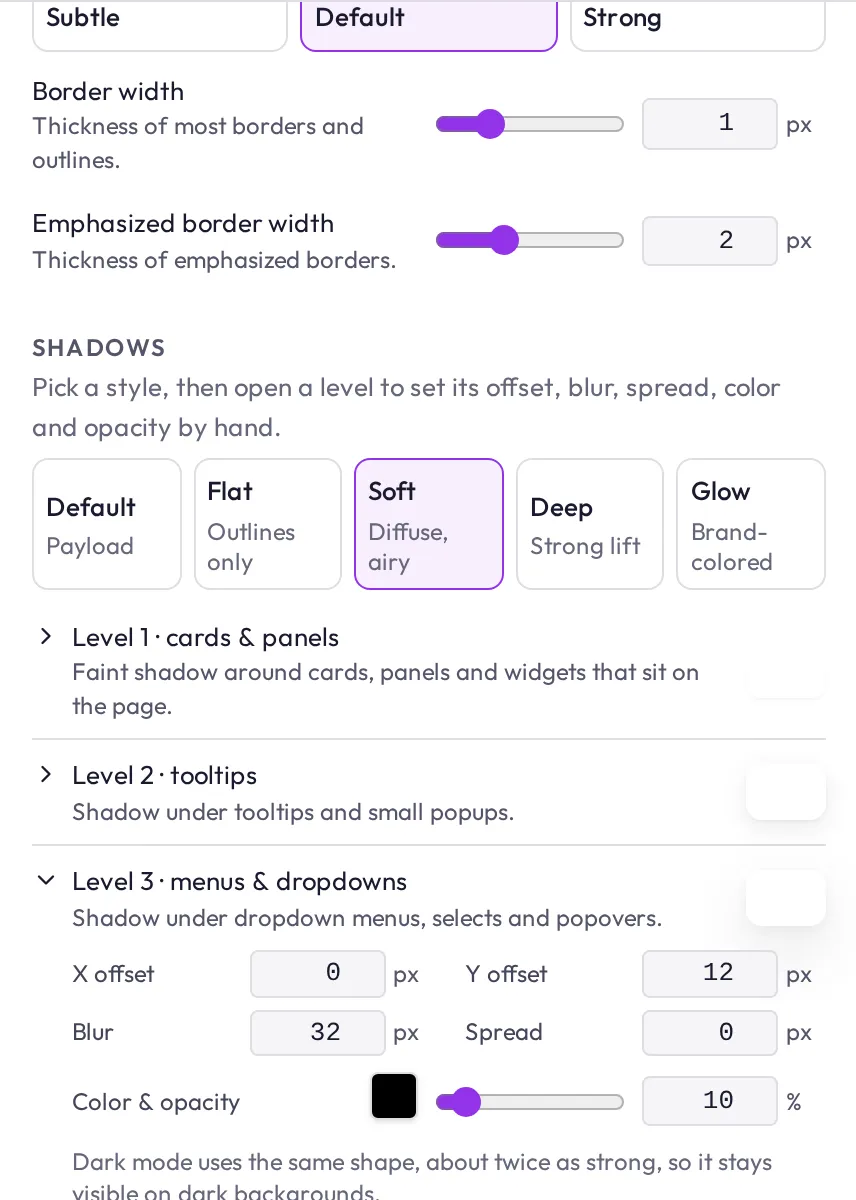 Subtle
Default
Strong
Border width
Thickness of most borders and
outlines.
1 px
Emphasized border width
Thickness of emphasized borders.
2 px
SHADOWS
Pick a style, then open a level to set its offset, blur, spread, color
and opacity by hand.
Default
Payload
Flat
Outlines
only
Soft
Diffuse,
airy
Deep
Strong lift
Glow
Brand-
colored
Level 1 · cards & panels
Faint shadow around cards, panels and widgets that sit on
the page.
Level 2 · tooltips
Shadow under tooltips and small popups.
Level 3 · menus & dropdowns
Shadow under dropdown menus, selects and popovers.
X offset 0 px Y offset 12 px
Blur 32 px Spread 0 px
Color & opacity 10 %
Dark mode uses the same shape, about twice as strong, so it stays
visible on dark backgrounds.